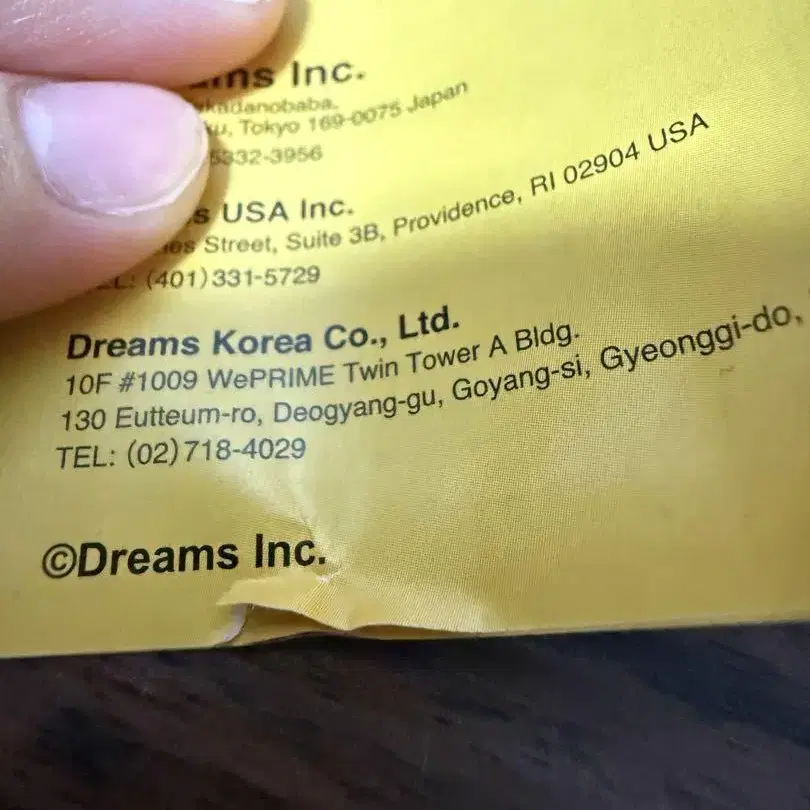 Inc.
Tokyo 169-0075 Japan
5332-3956
USA Inc.
Street, Suite 3B, Providence, RI 02904 USA
(401)331-5729
Dreams Korea Co., Ltd.
10F #1009 WePRIME Twin Tower A Bldg.
130 Eutteum-ro, Deogyang-gu, Goyang-si, Gyeonggi-do,
TEL: (02)718-4029
©Dreams Inc.